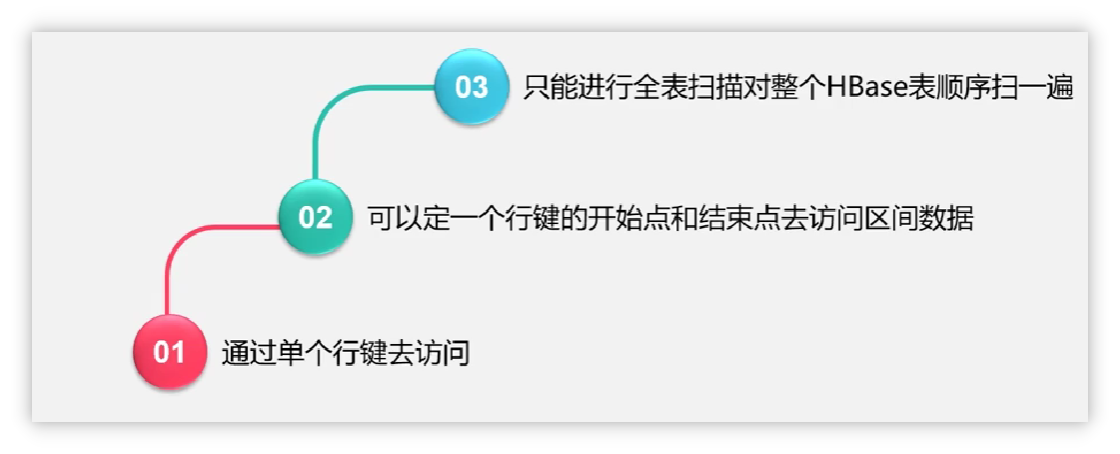 03 只能进行全表扫描对整个HBase表顺序扫一遍
02 可以定一个行键的开始点和结束点去访问区间数据
01 通过单个行键去访问